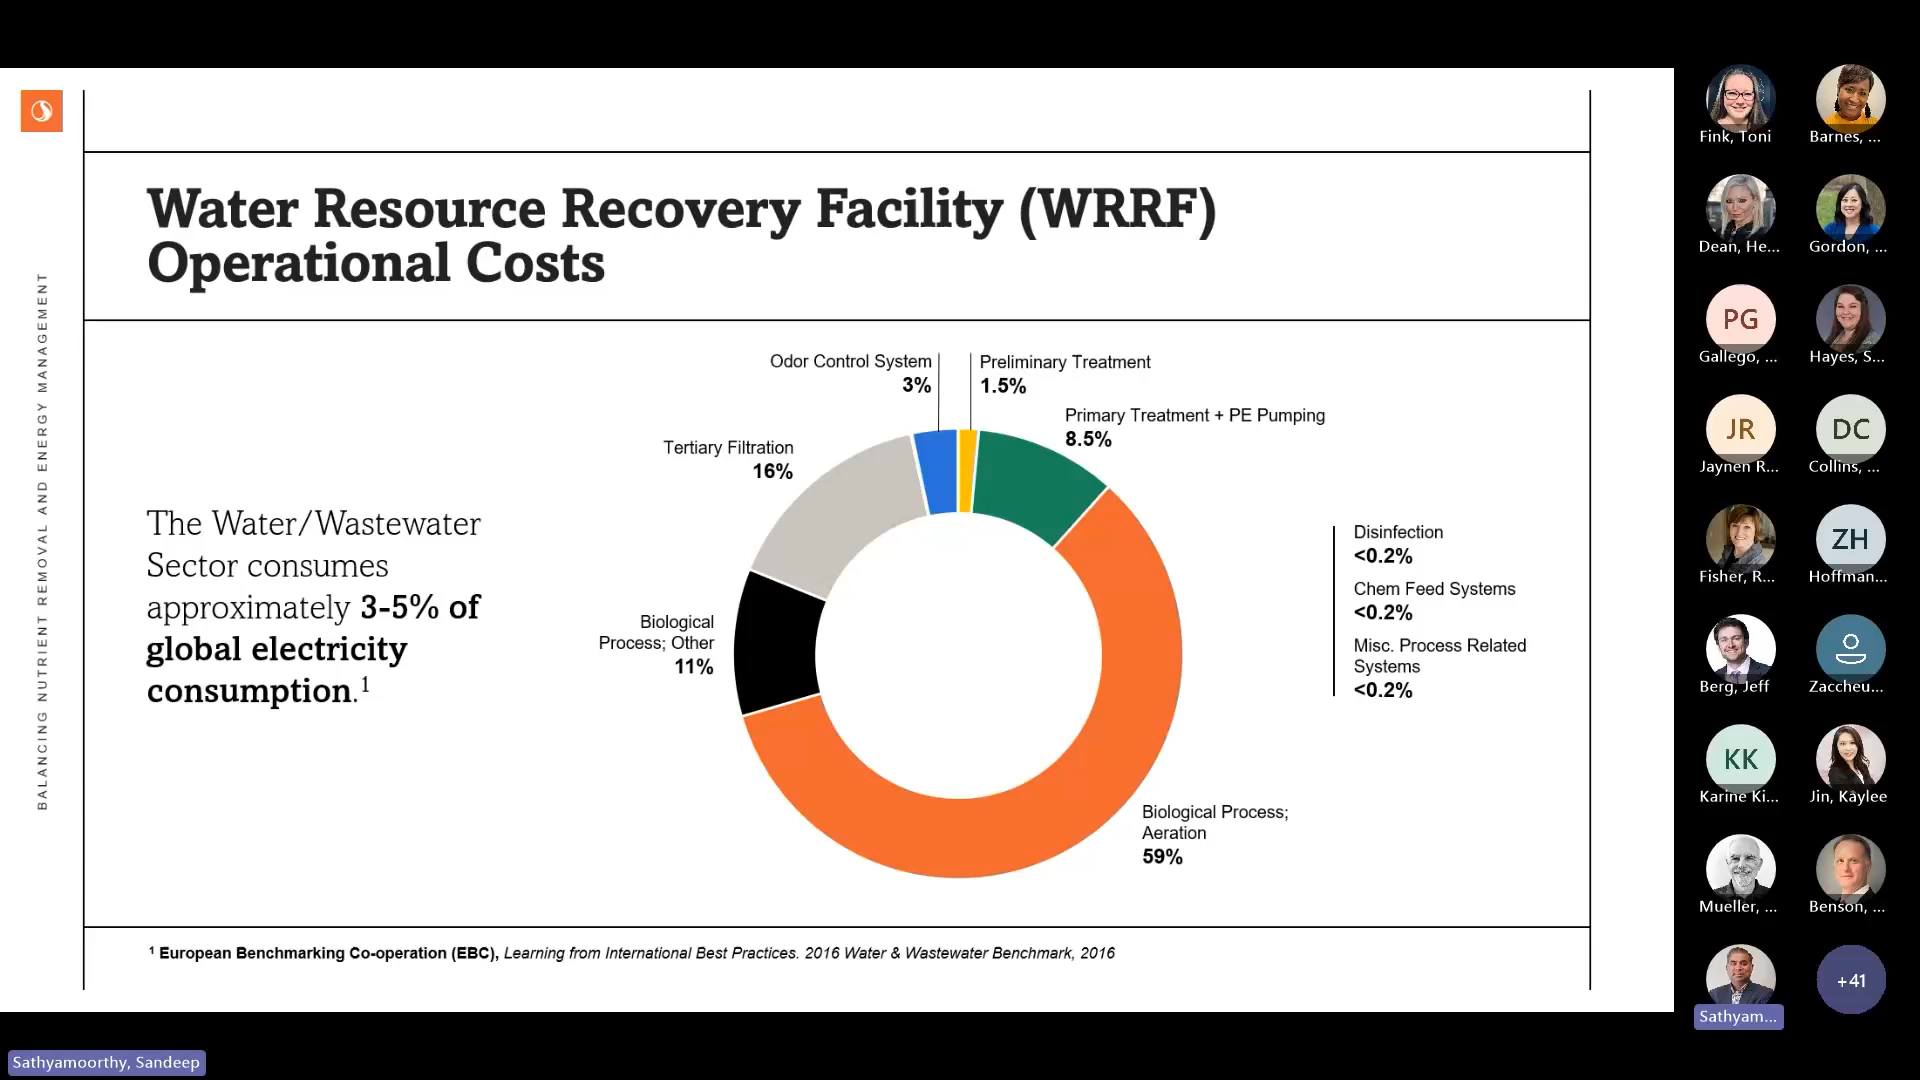 BALANCING NUTRIENT REMOVAL AND ENERGY MANAGEMENT
Water Resource Recovery Facility (WRRF)
Operational Costs
The Water/Wastewater
Sector consumes
approximately 3-5% of
global electricity
consumption.¹
Odor Control System
3%
Preliminary Treatment
1.5%
Primary Treatment + PE Pumping
8.5%
Tertiary Filtration
16%
Biological
Process; Other
11%
Disinfection
<0.2%
Chem Feed Systems
<0.2%
Misc. Process Related
Systems
<0.2%
Biological Process;
Aeration
59%
¹ European Benchmarking Co-operation (EBC), Learning from International Best Practices. 2016 Water & Wastewater Benchmark, 2016
Fink, Toni
Barnes, ...
Dean, He...
Gordon, ...
PG
Gallego, ...
Hayes, S...
JR
Jaynen R...
DC
Collins, ...
Fisher, R...
ZH
Hoffman...
Berg, Jeff
Zaccheu...
KK
Karine Ki...
Jin, Kaylee
Mueller, ...
Benson, ...
Sathyam...
+41
Sathyamoorthy, Sandeep